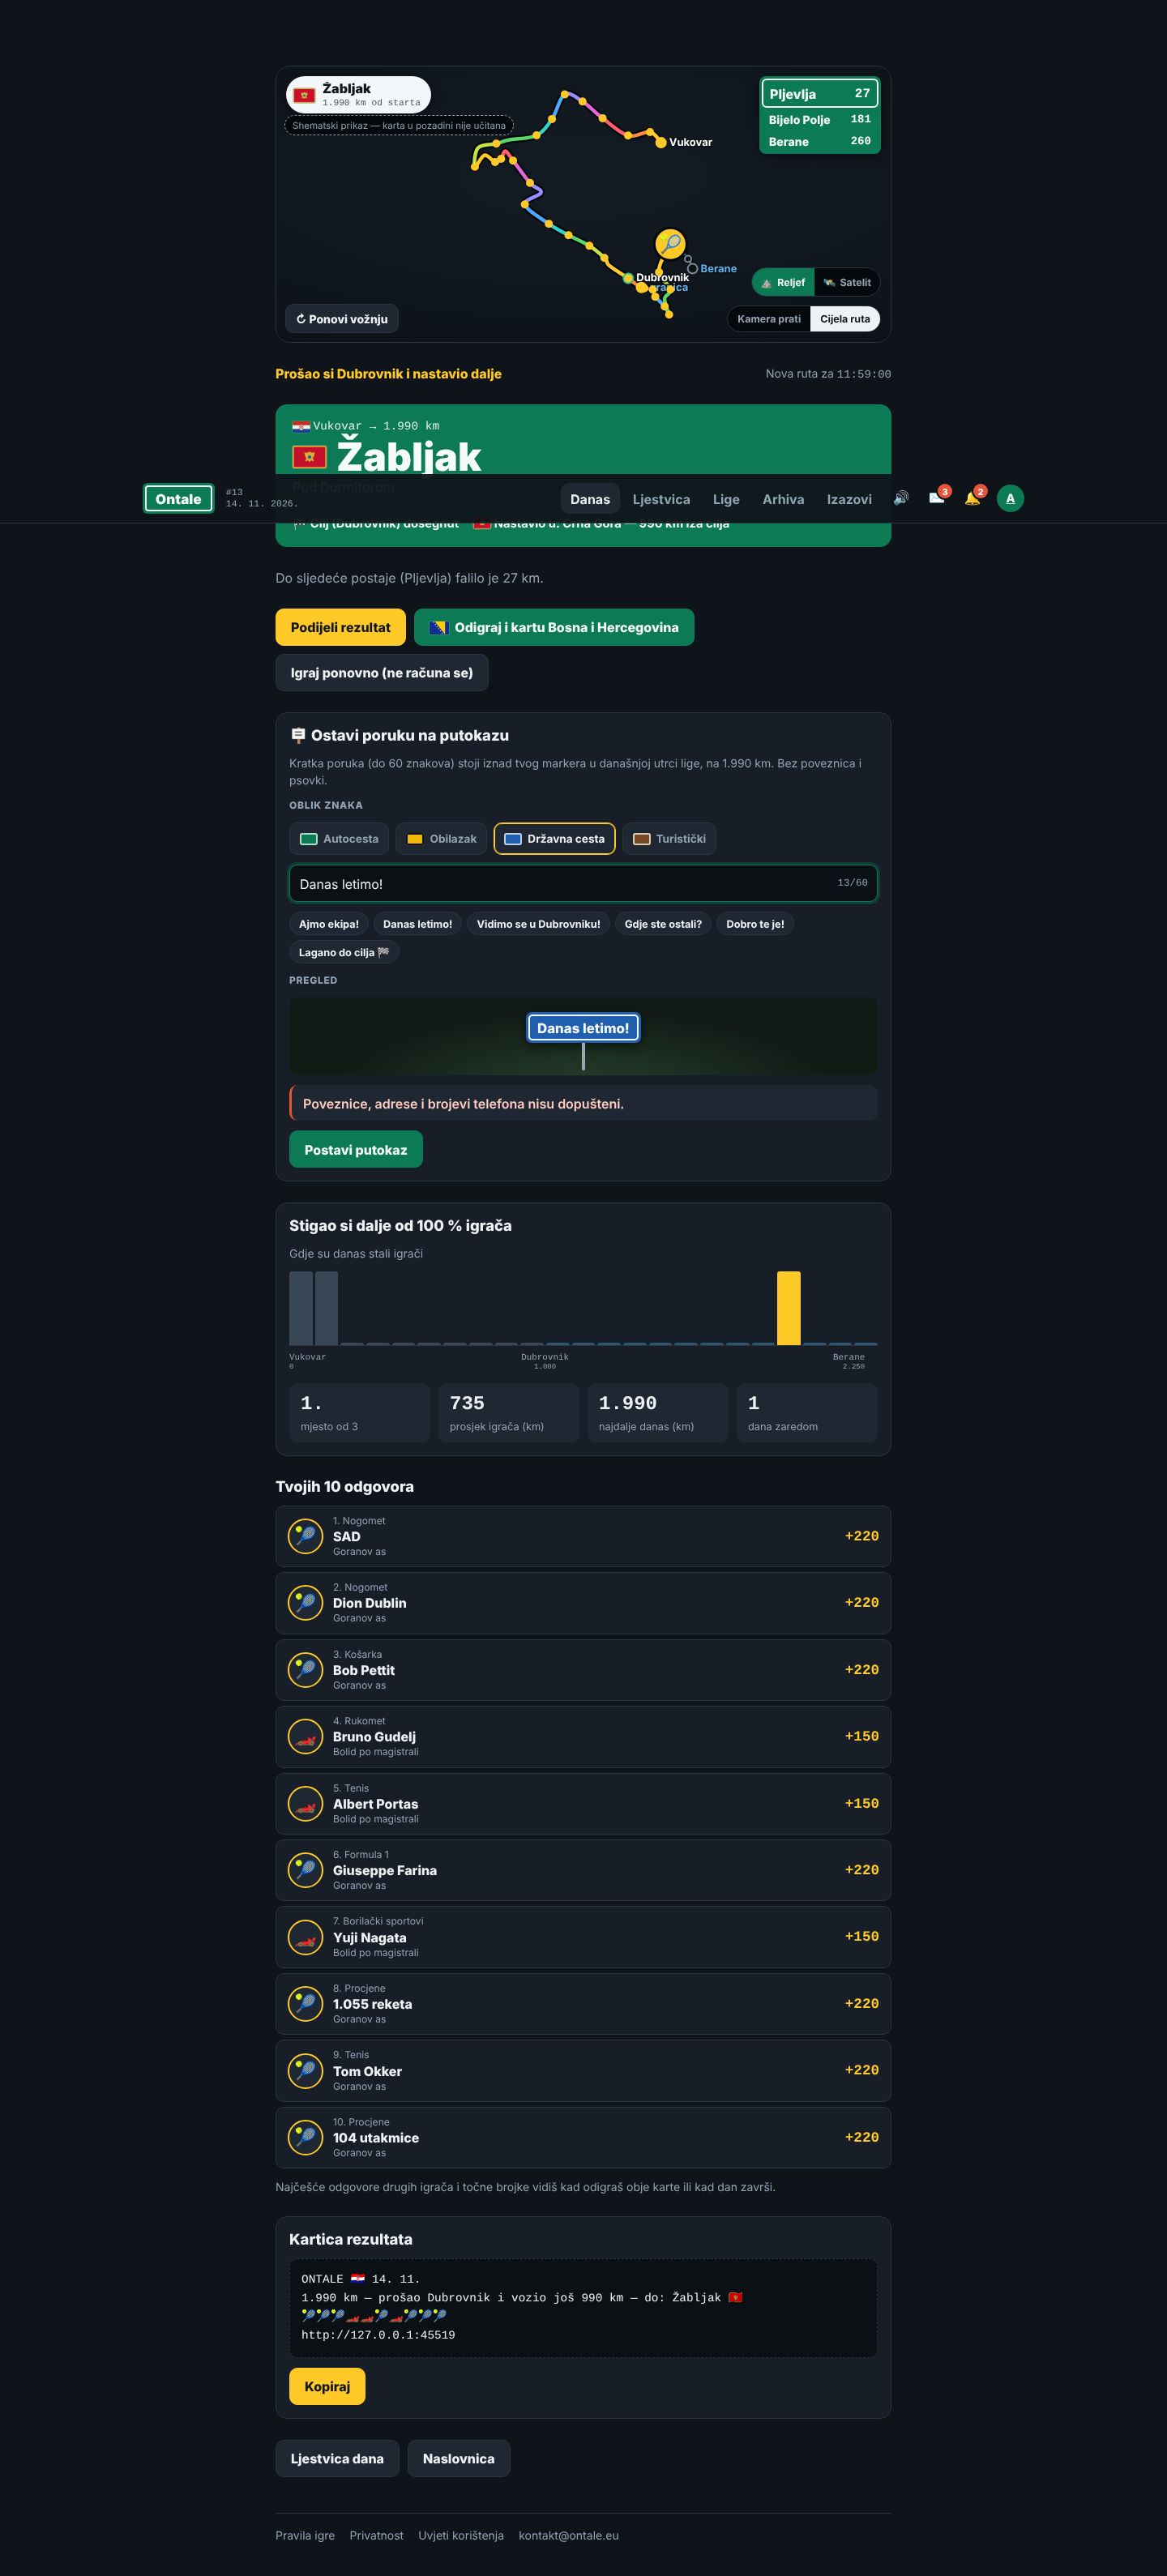 Žabljak
1.990 km od starta
Shematski prikaz — karta u pozadini nije učitana
Pljevlja 27
Bijelo Polje 181
Berane 260
Vukovar
Berane
Dubrovnik
Reljef
Satelit
↻ Ponovi vožnju
Kamera prati
Cijela ruta
Prošao si Dubrovnik i nastavio dalje
Nova ruta za 11:59:00
Vukovar → 1.990 km
Žabljak
Pod Durmitorom
Ontale
#13
14. 11. 2026.
Danas
Ljestvica
Lige
Arhiva
Izazovi
3
2
A
Cilj (Dubrovnik) dosegnut
Nastavio u: Crna Gora — 990 km iza cilja
Do sljedeće postaje (Pljevlja) falilo je 27 km.
Podijeli rezultat
Odigraj i kartu Bosna i Hercegovina
Igraj ponovno (ne računa se)
Ostavi poruku na putokazu
Kratka poruka (do 60 znakova) stoji iznad tvog markera u današnjoj utrci lige, na 1.990 km. Bez poveznica i
psovki.
OBLIK ZNAKA
Autocesta
Obilazak
Državna cesta
Turistički
Danas letimo!
13/60
Ajmo ekipa!
Danas letimo!
Vidimo se u Dubrovniku!
Gdje ste ostali?
Dobro te je!
Lagano do cilja 🏁
PREGLED
Danas letimo!
Poveznice, adrese i brojevi telefona nisu dopušteni.
Postavi putokaz
Stigao si dalje od 100 % igrača
Gdje su danas stali igrači
Vukovar
0
Dubrovnik
1.000
Berane
2.250
1.
mjesto od 3
735
prosjek igrača (km)
1.990
najdalje danas (km)
1
dana zaredom
Tvojih 10 odgovora
1. Nogomet
SAD
Goranov as
+220
2. Nogomet
Dion Dublin
Goranov as
+220
3. Košarka
Bob Pettit
Goranov as
+220
4. Rukomet
Bruno Gudelj
Bolid po magistrali
+150
5. Tenis
Albert Portas
Bolid po magistrali
+150
6. Formula 1
Giuseppe Farina
Goranov as
+220
7. Borilački sportovi
Yuji Nagata
Bolid po magistrali
+150
8. Procjene
1.055 reketa
Goranov as
+220
9. Tenis
Tom Okker
Goranov as
+220
10. Procjene
104 utakmice
Goranov as
+220
Najčešće odgovore drugih igrača i točne brojke vidiš kad odigraš obje karte ili kad dan završi.
Kartica rezultata
ONTALE 🇭🇷 14. 11.
1.990 km — prošao Dubrovnik i vozio još 990 km — do: Žabljak 🇲🇪
🎾🎾🎾🏎️🏎️🎾🏎️🎾🎾🎾
http://127.0.0.1:45519
Kopiraj
Ljestvica dana
Naslovnica
Pravila igre
Privatnost
Uvjeti korištenja
kontakt@ontale.eu